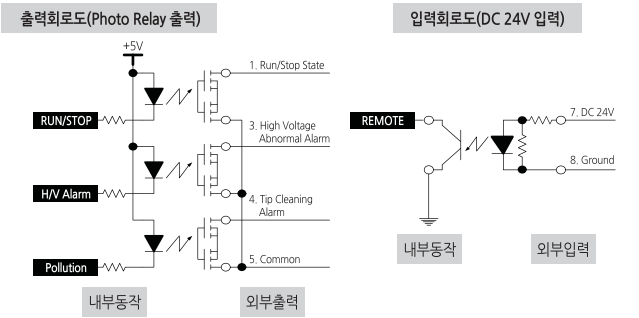 출력회로도(Photo Relay 출력)
입력회로도(DC 24V 입력)
+5V
1. Run/Stop State
RUN/STOP
3. High Voltage
Abnormal Alarm
H/V Alarm
4. Tip Cleaning
Alarm
Pollution
5. Common
내부동작
외부출력
REMOTE
7. DC 24V
8. Ground
내부동작
외부입력